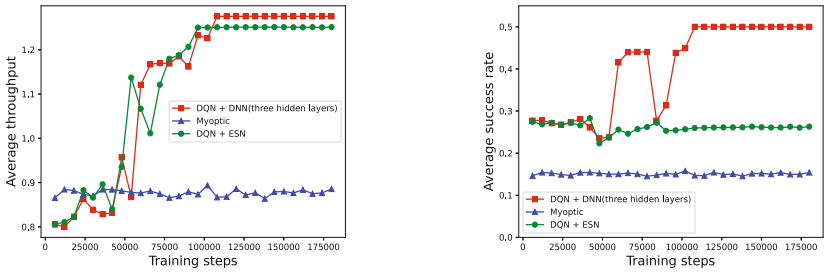 Average throughput
1,2
1,1
1,0
0,9
0,8
DQN + DNN(three hidden layers)
Myoptic
DQN + ESN
0 25000 50000 75000 100000 125000 150000 175000
Training steps
Average success rate
0,5
0,4
0,3
0,2
0,1
0,0
DQN + DNN(three hidden layers)
Myoptic
DQN + ESN
0 25000 50000 75000 100000 125000 150000 175000
Training steps